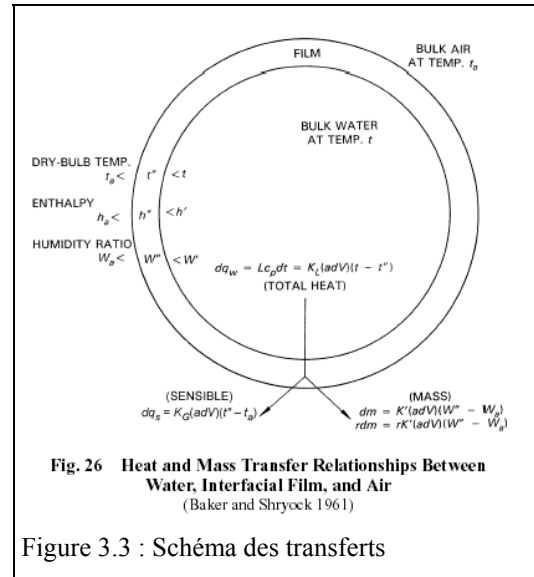 FILM
BULK AIR
AT TEMP. tₐ
BULK WATER
AT TEMP. t
DRY-BULB TEMP.
tₐ< t" <t
ENTHALPY
hₐ< h" <h'
HUMIDITY RATIO
Wₐ< W" <W'
dq_w = Lc_pdt = K_L(adV)(t − t")
(TOTAL HEAT)
(SENSIBLE)
dq_s = K_G(adV)(t"−tₐ)
(MASS)
dm = K'(adV)(W" − Wₐ)
rdm = rK'(adV)(W" − Wₐ)
Fig. 26 Heat and Mass Transfer Relationships Between
Water, Interfacial Film, and Air
(Baker and Shryock 1961)
Figure 3.3 : Schéma des transferts